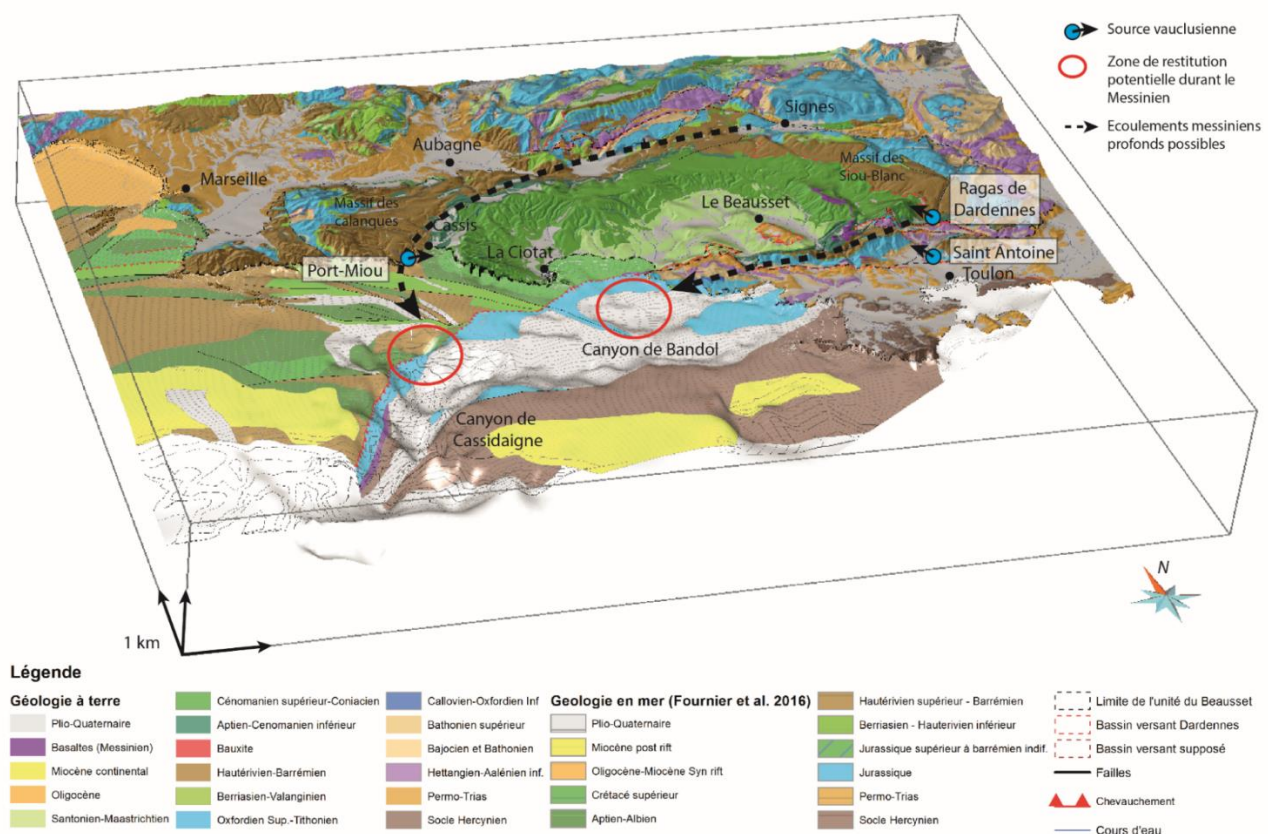 Source vauclusienne
Zone de restitution
potentielle durant le
Messinien
Ecoulements messiniens
profonds possibles
Signes
Aubagne
Marseille
Massif des
calanques
Massif des
Siou-Blanc
Ragas de
Dardennes
Le Beausset
Cassis
La Ciotat
Port-Miou
Saint Antoine
Toulon
Canyon de Bandol
Canyon de
Cassidaigne
N
1 km
Légende
Géologie à terre
Plio-Quaternaire
Basaltes (Messinien)
Miocène continental
Oligocène
Santonien-Maastrichtien
Cénomanien supérieur-Coniacien
Aptien-Cenomanien inférieur
Bauxite
Hautérivien-Barrémien
Berriasien-Valanginien
Oxfordien Sup.-Tithonien
Callovien-Oxfordien Inf
Bathonien supérieur
Bajocien et Bathonien
Hettangien-Aalénien inf.
Permo-Trias
Socle Hercynien
Geologie en mer (Fournier et al. 2016)
Plio-Quaternaire
Miocène post rift
Oligocène-Miocène Syn rift
Crétacé supérieur
Aptien-Albien
Hautérivien supérieur - Barrémien
Berriasien - Hauterivien inférieur
Jurassique supérieur à barrémien indif.
Jurassique
Permo-Trias
Socle Hercynien
Limite de l'unité du Beausset
Bassin versant Dardennes
Bassin versant supposé
Failles
Chevauchement
Cours d'eau